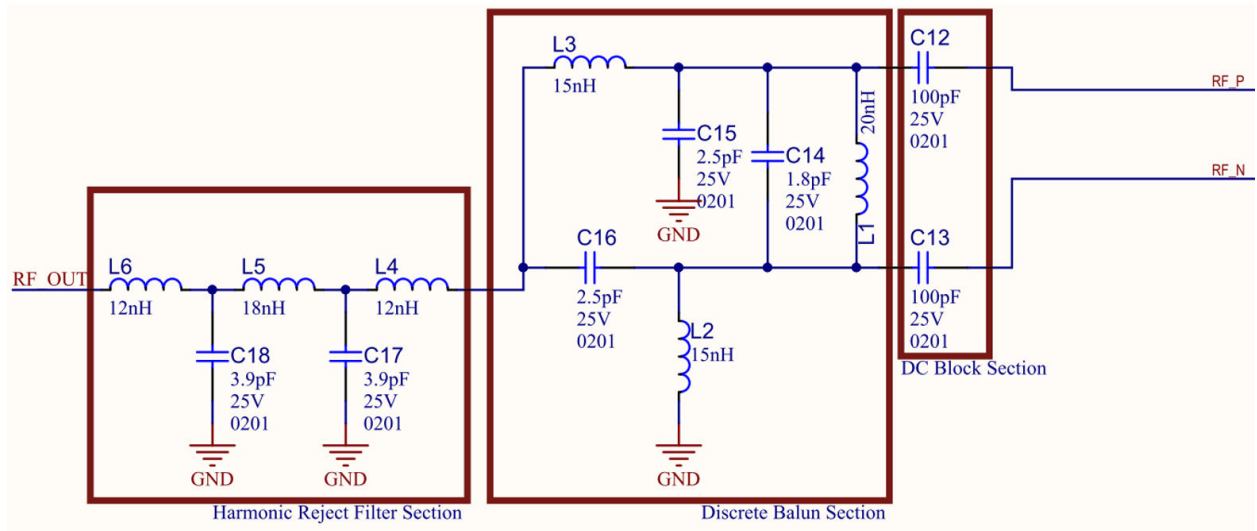 L3
15nH
C15
2.5pF
25V
0201
GND
C14
1.8pF
25V
0201
20nH
L1
C12
100pF
25V
0201
RF_P
RF_N
C13
100pF
25V
0201
DC Block Section
C16
2.5pF
25V
0201
L2
15nH
GND
Discrete Balun Section
RF_OUT
L6
12nH
L5
18nH
L4
12nH
C18
3.9pF
25V
0201
GND
C17
3.9pF
25V
0201
GND
Harmonic Reject Filter Section